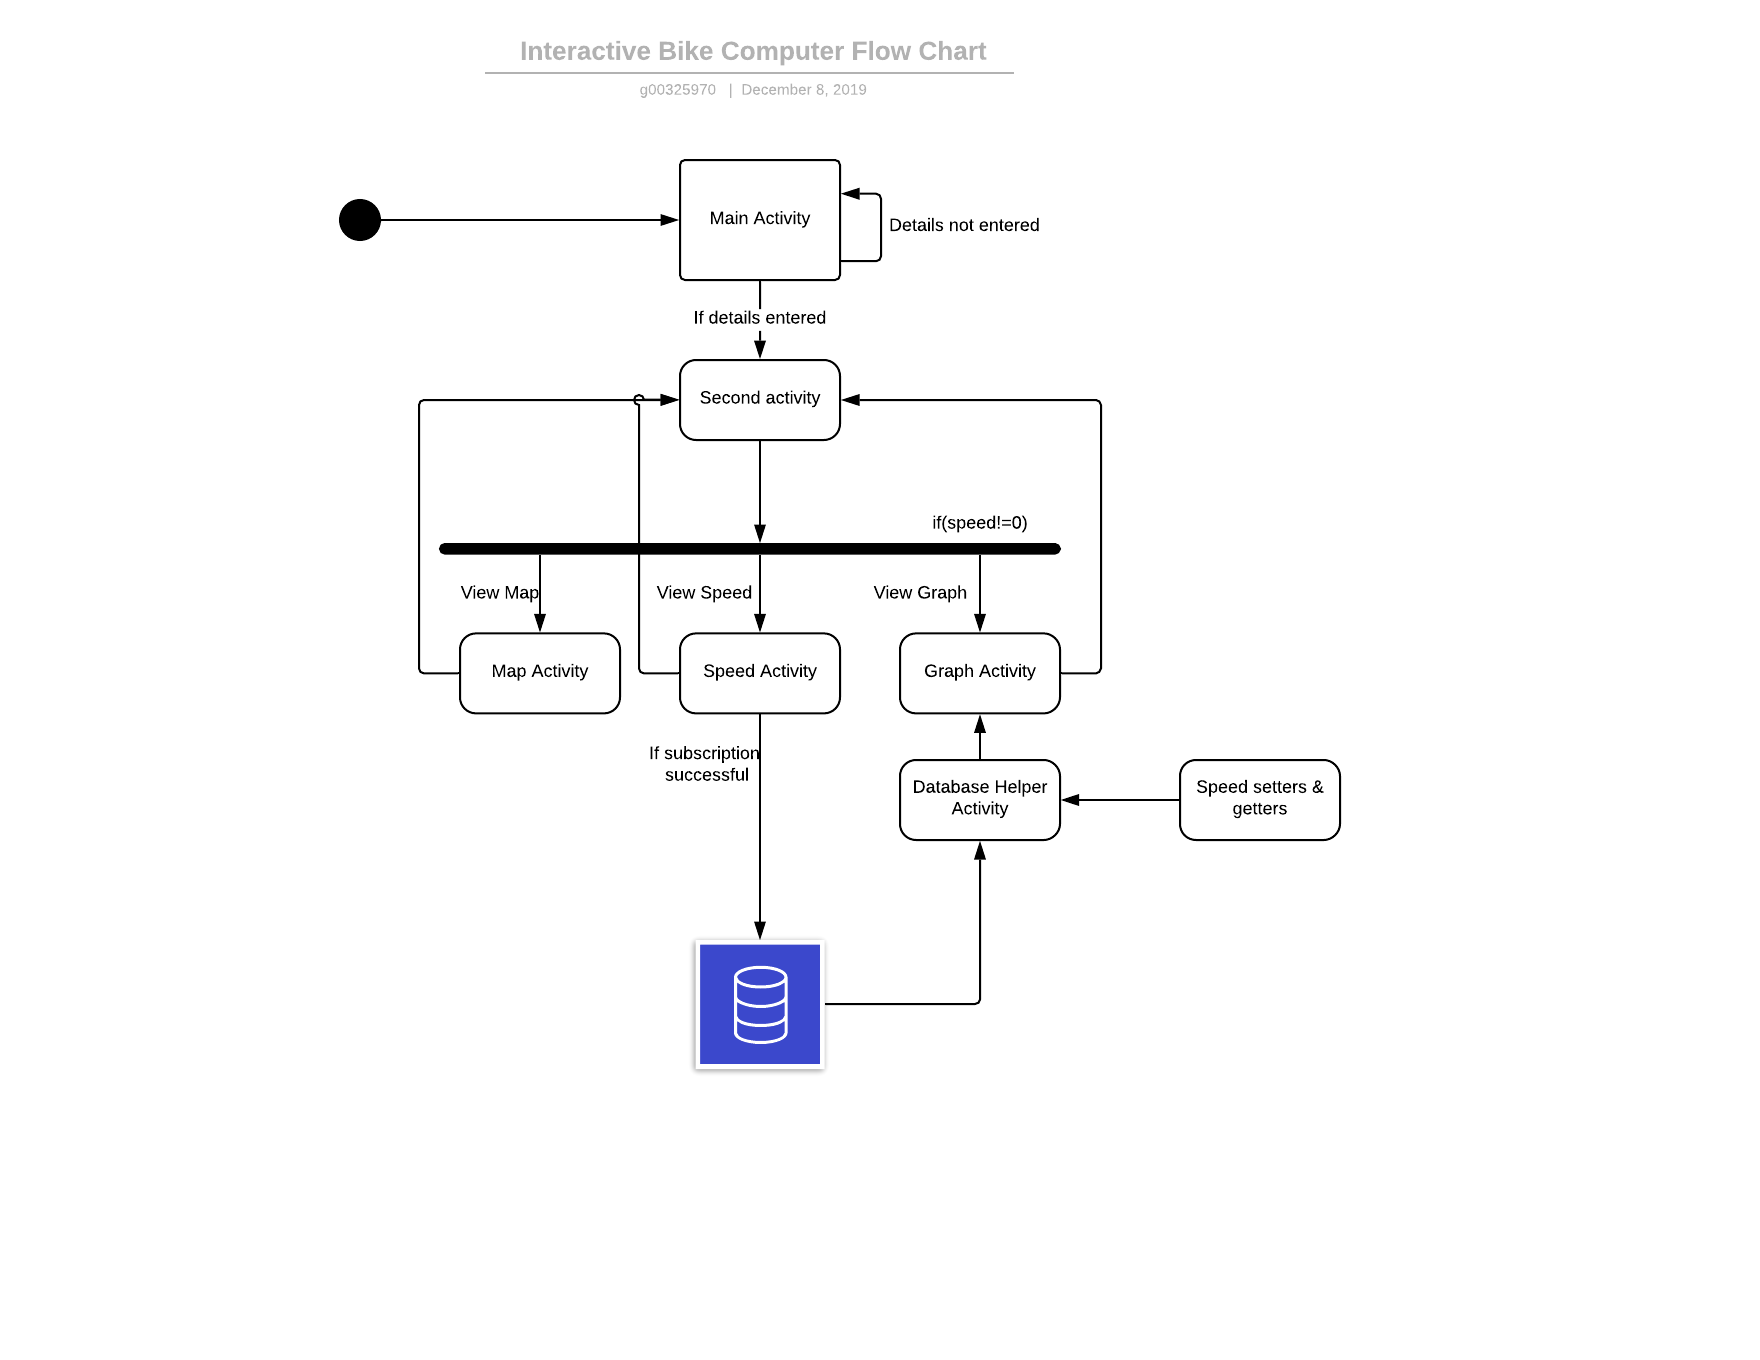 Interactive Bike Computer Flow Chart
g00325970 | December 8, 2019
Main Activity
Details not entered
If details entered
Second activity
if(speed!=0)
View Map
View Speed
View Graph
Map Activity
Speed Activity
Graph Activity
If subscription
successful
Database Helper
Activity
Speed setters &
getters